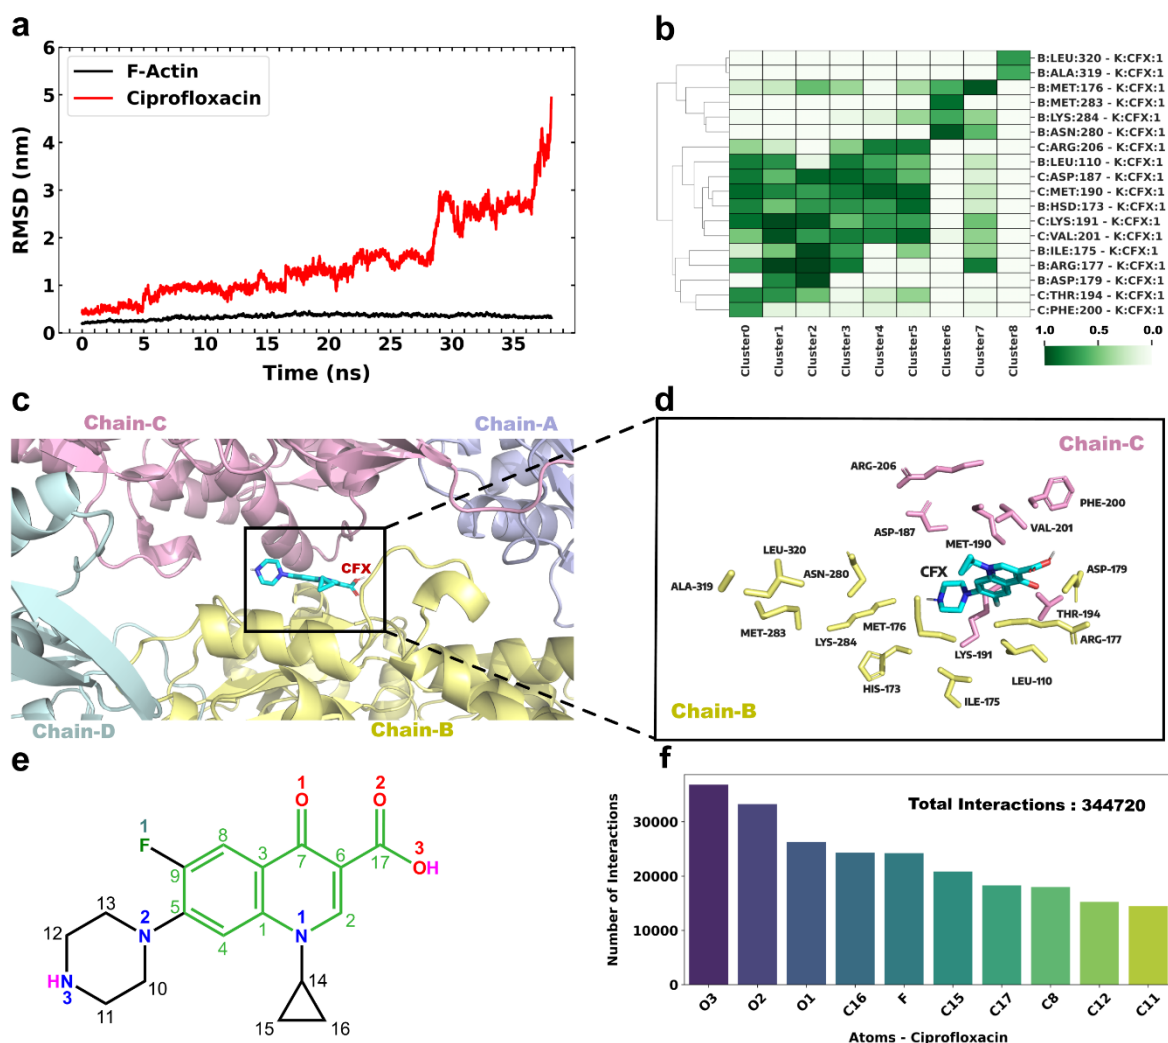 a
6
5
4
3
2
1
0
RMSD (nm)
F-Actin
Ciprofloxacin
0 5 10 15 20 25 30 35
Time (ns)
b
B:LEU:320 - K:CFX:1
B:ALA:319 - K:CFX:1
B:MET:176 - K:CFX:1
B:MET:283 - K:CFX:1
B:LYS:284 - K:CFX:1
B:ASN:280 - K:CFX:1
C:ARG:206 - K:CFX:1
B:LEU:110 - K:CFX:1
C:ASP:187 - K:CFX:1
C:MET:190 - K:CFX:1
B:HSD:173 - K:CFX:1
C:LYS:191 - K:CFX:1
C:VAL:201 - K:CFX:1
B:ILE:175 - K:CFX:1
B:ARG:177 - K:CFX:1
B:ASP:179 - K:CFX:1
C:THR:194 - K:CFX:1
C:PHE:200 - K:CFX:1
Cluster0
Cluster1
Cluster2
Cluster3
Cluster4
Cluster5
Cluster6
Cluster7
Cluster8
1.0 0.5 0.0
c
Chain-C
Chain-A
CFX
Chain-D
Chain-B
d
Chain-C
ARG-206
PHE-200
VAL-201
ASP-187
MET-190
LEU-320
ASN-280
CFX
ASP-179
ALA-319
THR-194
MET-283
MET-176
LYS-284
ARG-177
LYS-191
HIS-173
LEU-110
ILE-175
Chain-B
e
1
O
2
O
1
F
8
3
7
6
17
3
OH
9
13
5
2
N
4
1
1
N
2
12
HN
3
10
11
14
15
16
f
Total Interactions : 344720
30000
20000
10000
0
Number of Interactions
O3 O2 O1 C16 F C15 C17 C8 C12 C11
Atoms - Ciprofloxacin